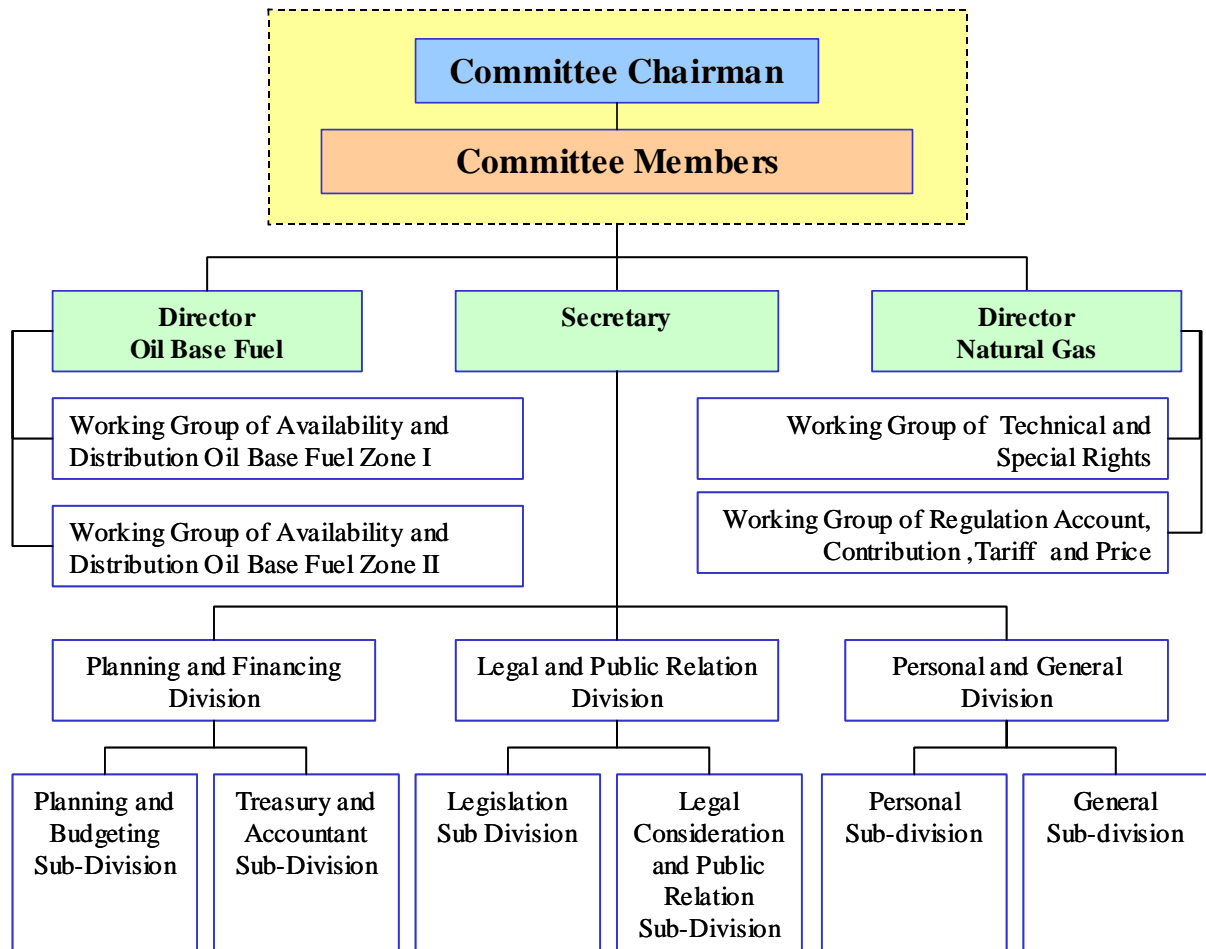 Committee Chairman
Committee Members
Director
Oil Base Fuel
Secretary
Director
Natural Gas
Working Group of Availability and
Distribution Oil Base Fuel Zone I
Working Group of Technical and
Special Rights
Working Group of Availability and
Distribution Oil Base Fuel Zone II
Working Group of Regulation Account,
Contribution ,Tariff and Price
Planning and Financing
Division
Legal and Public Relation
Division
Personal and General
Division
Planning and
Budgeting
Sub-Division
Treasury and
Accountant
Sub-Division
Legislation
Sub Division
Legal
Consideration
and Public
Relation
Sub-Division
Personal
Sub-division
General
Sub-division